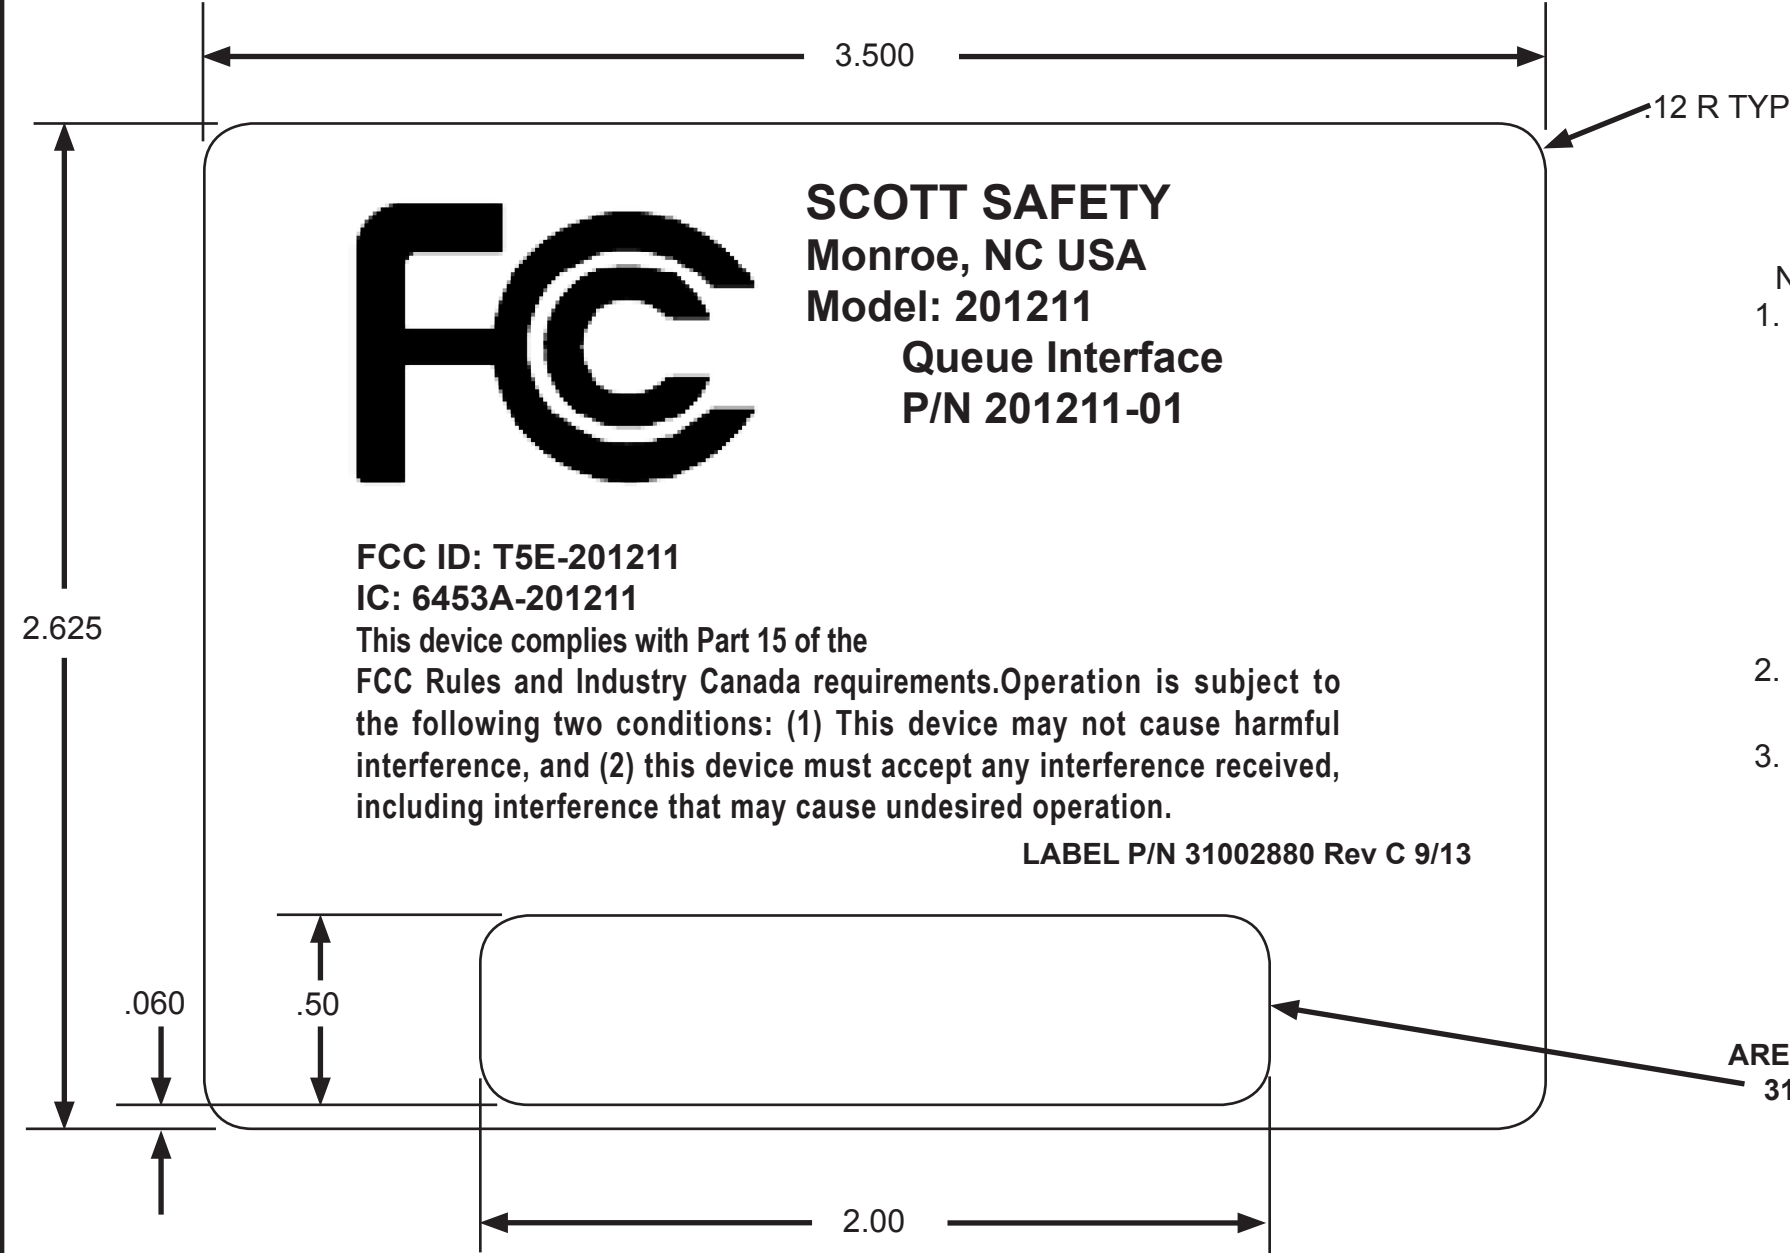 3.500
.12 R TYP
FCC
SCOTT SAFETY
Monroe, NC USA
Model: 201211
Queue Interface
P/N 201211-01
1.
FCC ID: T5E-201211
IC: 6453A-201211
2.625
This device complies with Part 15 of the
FCC Rules and Industry Canada requirements.Operation is subject to
the following two conditions: (1) This device may not cause harmful
interference, and (2) this device must accept any interference received,
including interference that may cause undesired operation.
2.
3.
LABEL P/N 31002880 Rev C 9/13
.060
.50
2.00